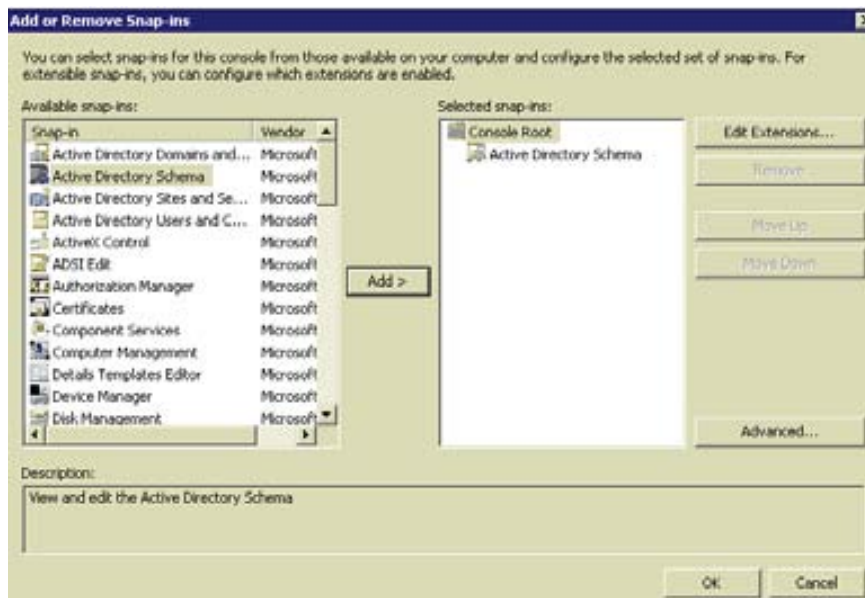 Add or Remove Snap-ins
You can select snap-ins for this console from those available on your computer and configure the selected set of snap-ins. For
extensible snap-ins, you can configure which extensions are enabled.
Available snap-ins:
Snap-in Vendor
Active Directory Domains and... Microsoft
Active Directory Schema Microsoft
Active Directory Sites and Se... Microsoft
Active Directory Users and C... Microsoft
ActiveX Control Microsoft
ADSI Edit Microsoft
Authorization Manager Microsoft
Certificates Microsoft
Component Services Microsoft
Computer Management Microsoft
Details Templates Editor Microsoft
Device Manager Microsoft
Disk Management Microsoft
Add >
Selected snap-ins:
Console Root
Active Directory Schema
Edit Extensions...
Remove
Move Up
Move Down
Advanced...
Description:
View and edit the Active Directory Schema
OK Cancel